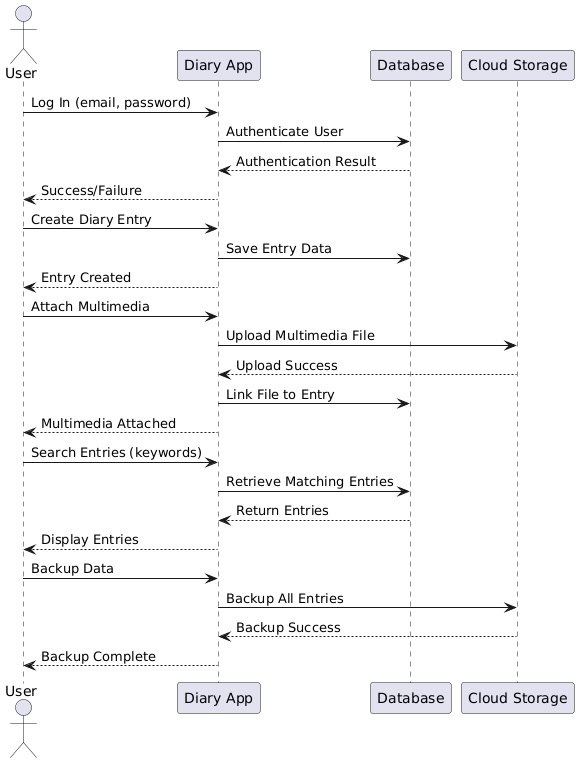 User
Diary App
Database
Cloud Storage
Log In (email, password)
Authenticate User
Authentication Result
Success/Failure
Create Diary Entry
Save Entry Data
Entry Created
Attach Multimedia
Upload Multimedia File
Upload Success
Link File to Entry
Multimedia Attached
Search Entries (keywords)
Retrieve Matching Entries
Return Entries
Display Entries
Backup Data
Backup All Entries
Backup Success
Backup Complete
User
Diary App
Database
Cloud Storage